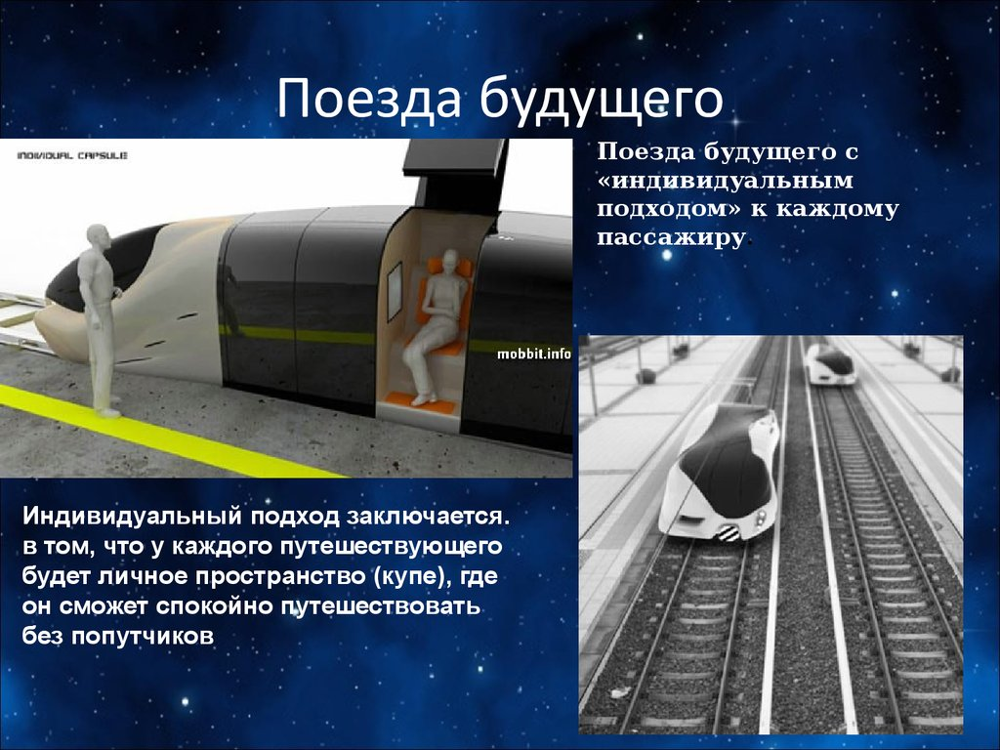 Поезда будущего
INDIVIDUAL CAPSULE
Поезда будущего с
«индивидуальным
подходом» к каждому
пассажиру.
mobbit.info
Индивидуальный подход заключается.
в том, что у каждого путешествующего
будет личное пространство (купе), где
он сможет спокойно путешествовать
без попутчиков